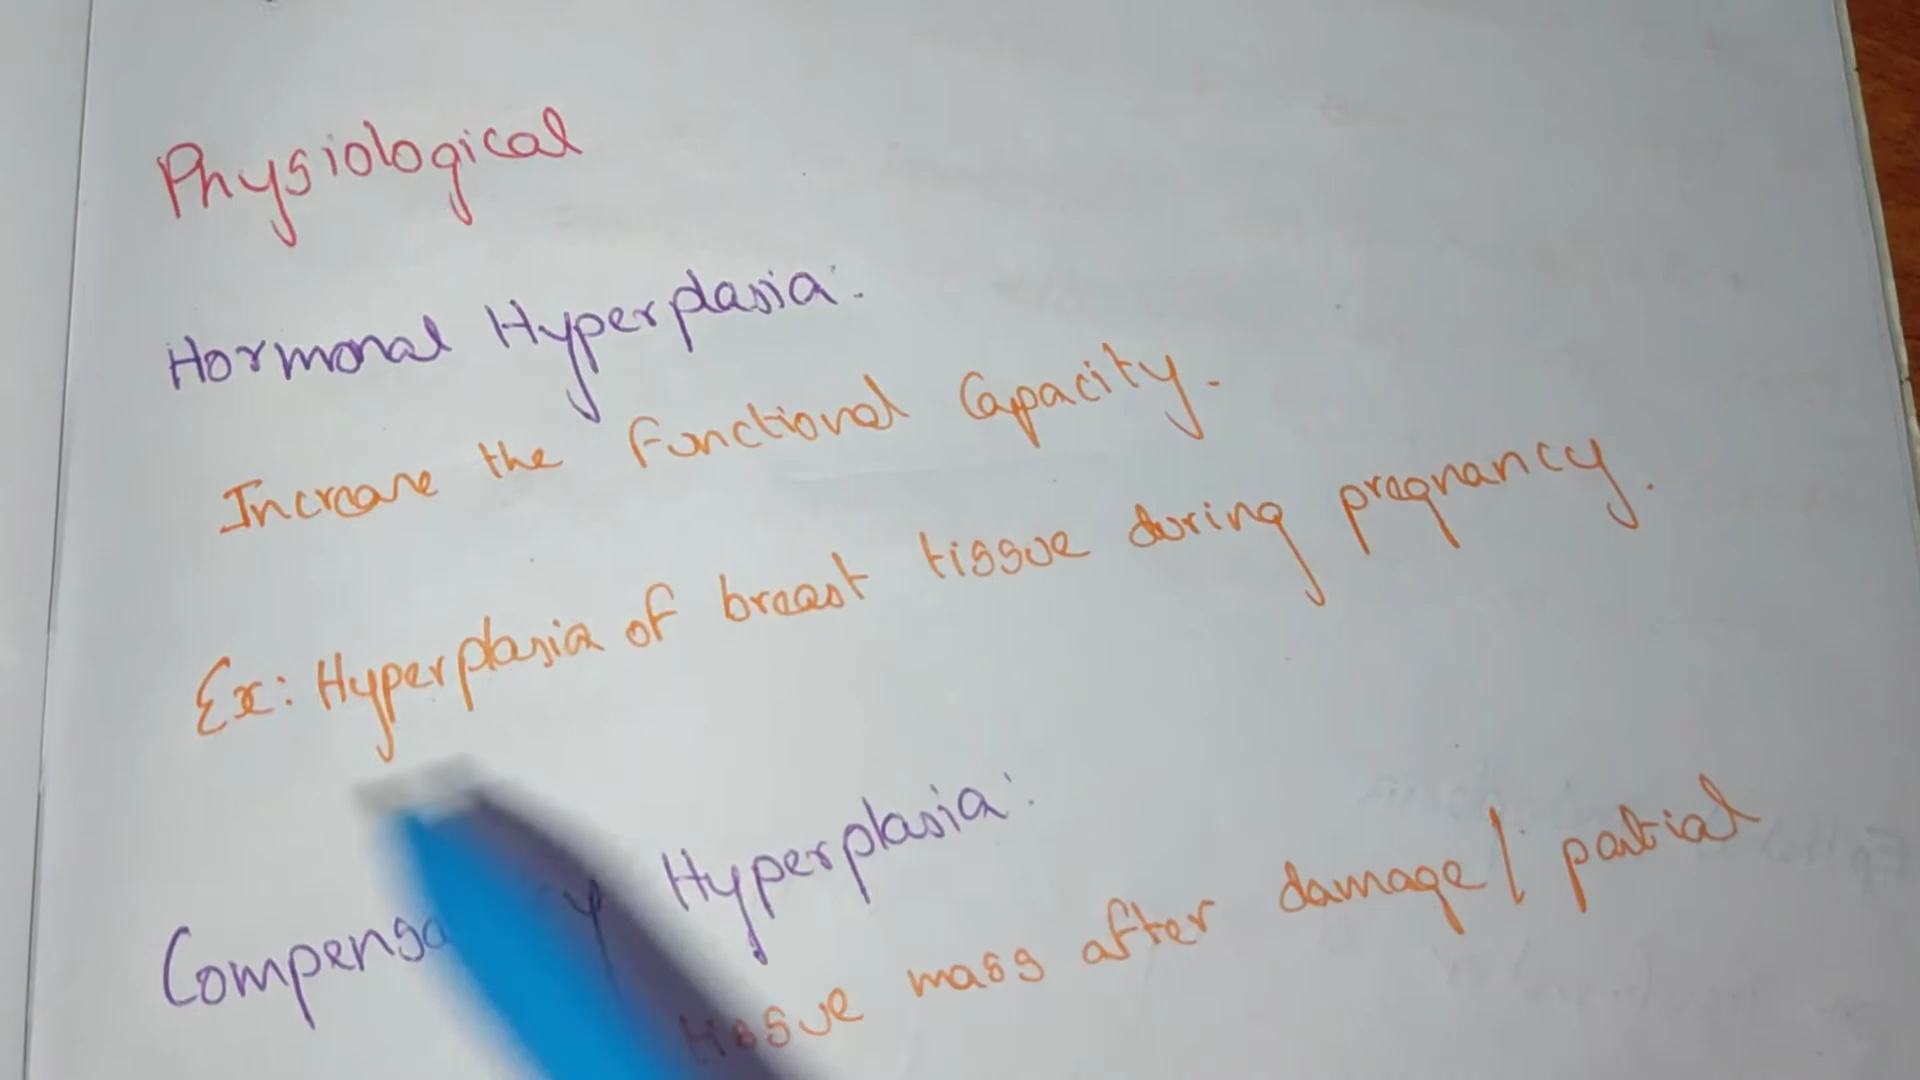 Physiological
Hormonal Hyperplasia:
Increase the functional Capacity.
Ex: Hyperplasia of breast tissue during pregnancy.
Hyperplasia:
tissue mass after damage / partial